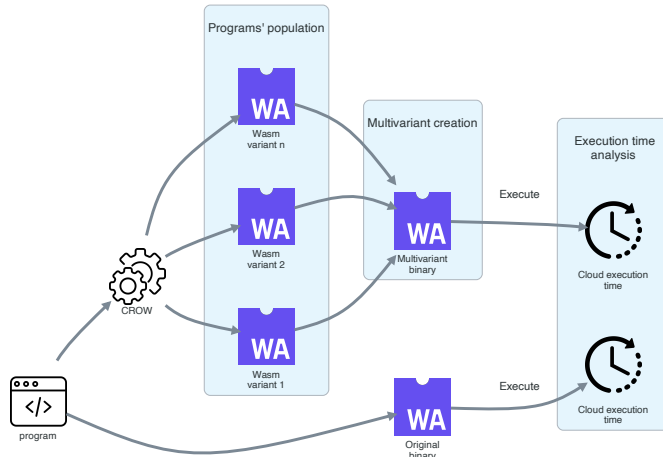 Programs' population
WA
Wasm
variant n
Multivariant creation
Execution time
analysis
WA
Wasm
variant 2
WA
Multivariant
binary
Execute
Cloud execution
time
CROW
WA
Wasm
variant 1
</>
program
WA
Original
binary
Execute
Cloud execution
time